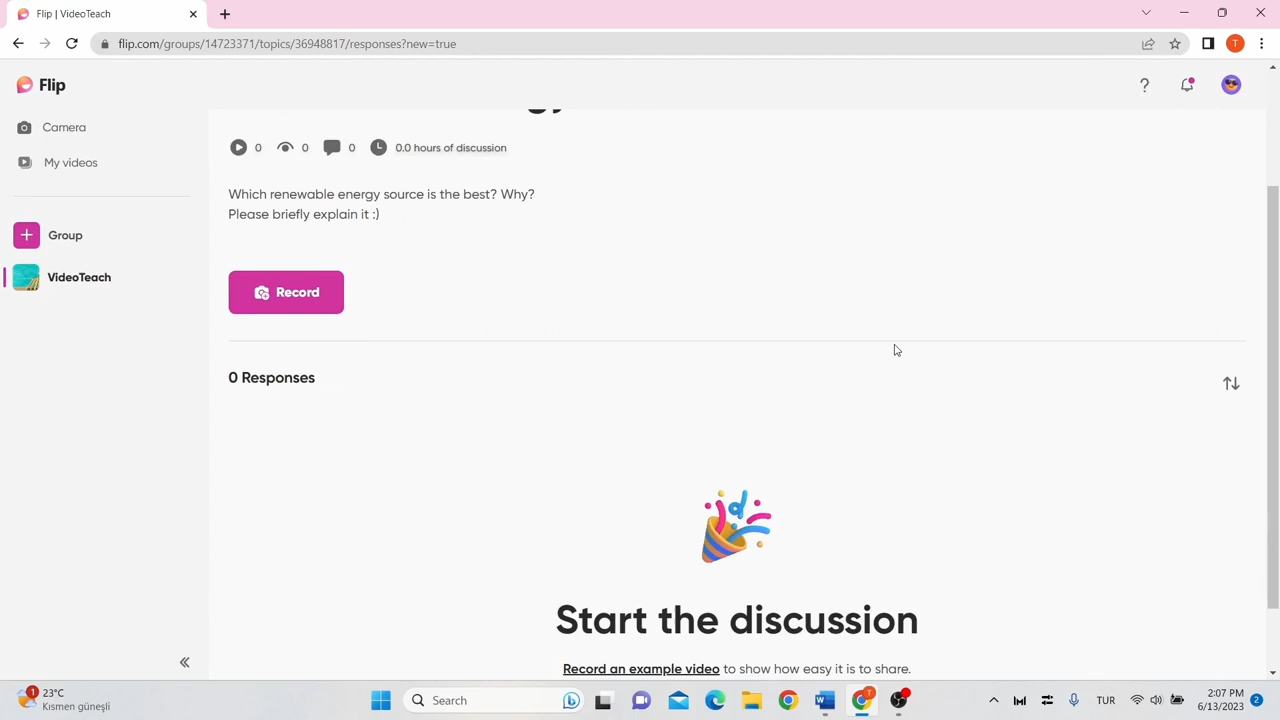 Flip | VideoTeach
flip.com/groups/14723371/topics/36948817/responses?new=true
T
Flip
?
Camera
My videos
0 0 0 0.0 hours of discussion
Which renewable energy source is the best? Why?
Please briefly explain it :)
Group
VideoTeach
Record
0 Responses
Start the discussion
Record an example video to show how easy it is to share.
1
23°C
Kısmen güneşli
Search
TUR
2:07 PM
6/13/2023
2